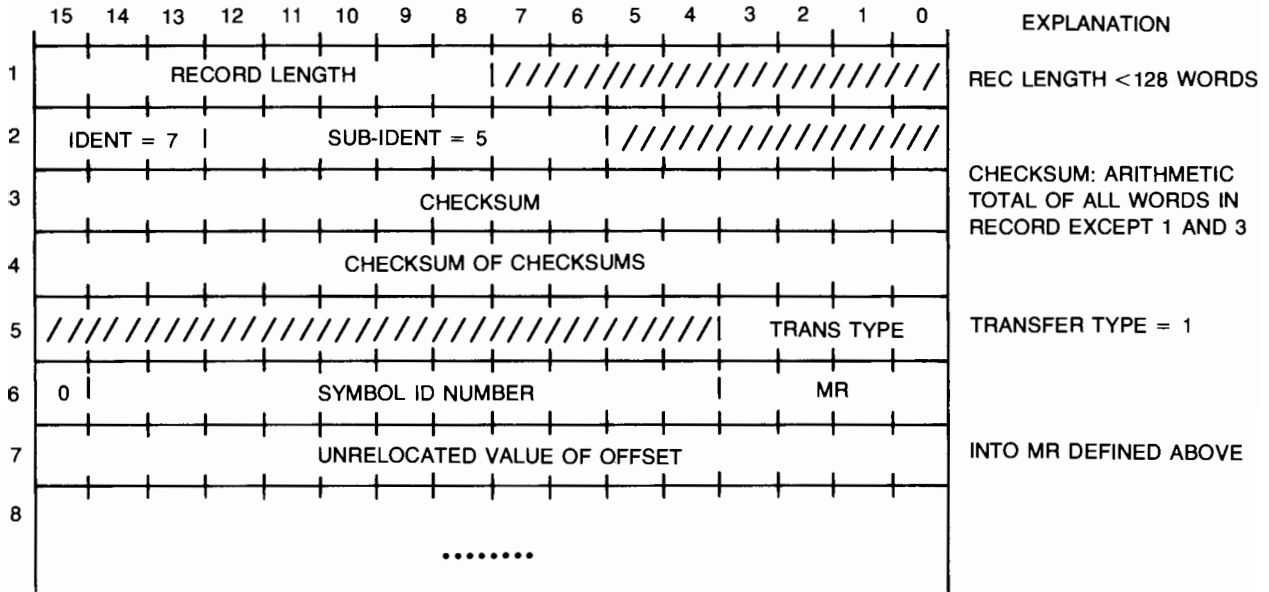 15 14 13 12 11 10 9 8 7 6 5 4 3 2 1 0 EXPLANATION
1 RECORD LENGTH REC LENGTH <128 WORDS
2 IDENT = 7 SUB-IDENT = 5
CHECKSUM: ARITHMETIC
3 CHECKSUM TOTAL OF ALL WORDS IN
RECORD EXCEPT 1 AND 3
4 CHECKSUM OF CHECKSUMS
5 TRANS TYPE TRANSFER TYPE = 1
6 0 SYMBOL ID NUMBER MR
7 UNRELOCATED VALUE OF OFFSET INTO MR DEFINED ABOVE
8
........